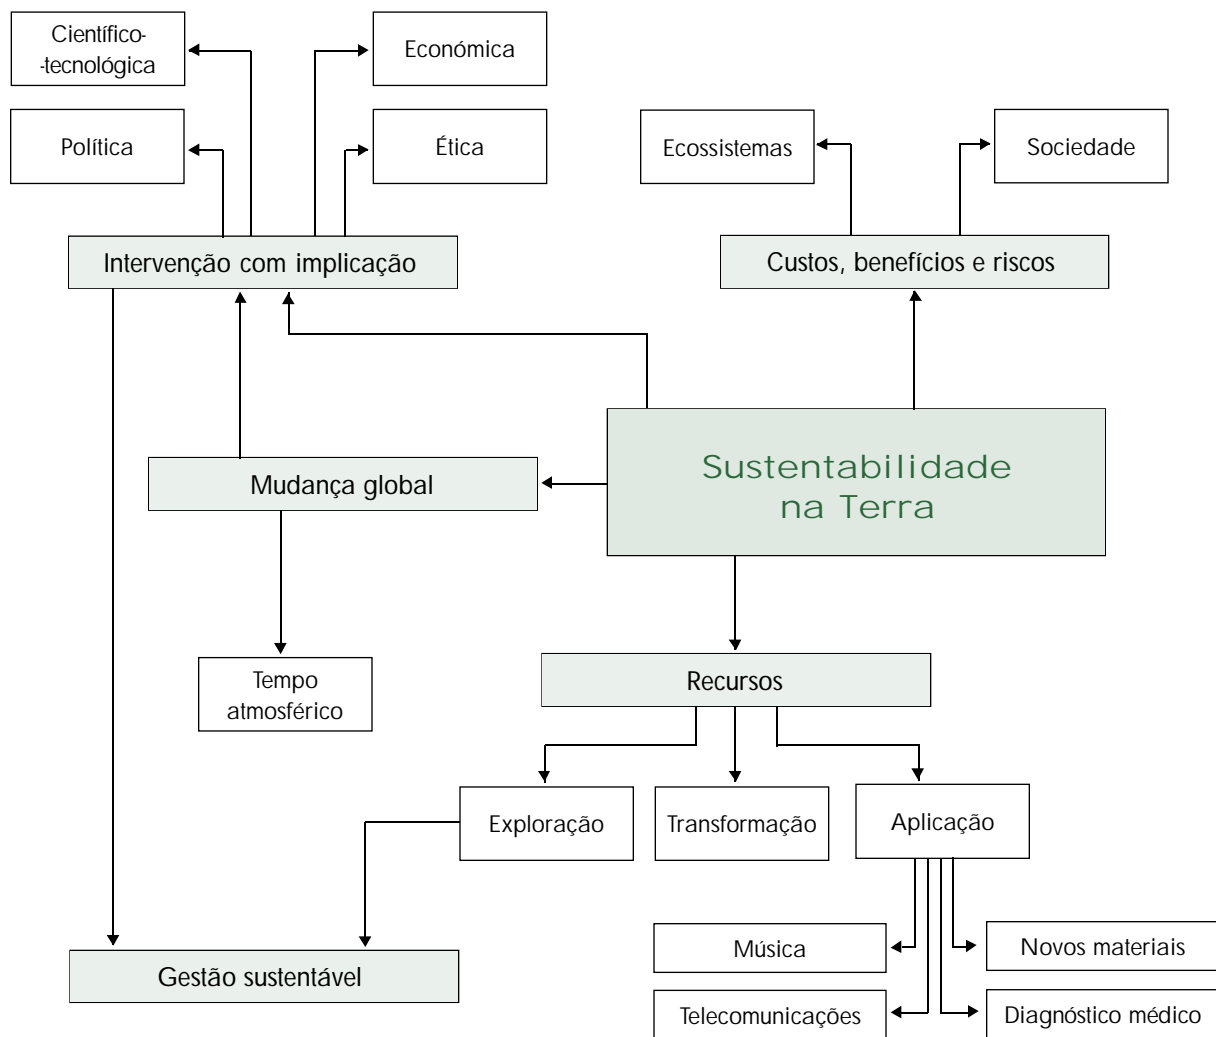 Científico-
-tecnológica
Económica
Política
Ética
Ecossistemas
Sociedade
Intervenção com implicação
Custos, benefícios e riscos
Mudança global
Sustentabilidade
na Terra
Tempo
atmosférico
Recursos
Exploração
Transformação
Aplicação
Música
Novos materiais
Gestão sustentável
Telecomunicações
Diagnóstico médico